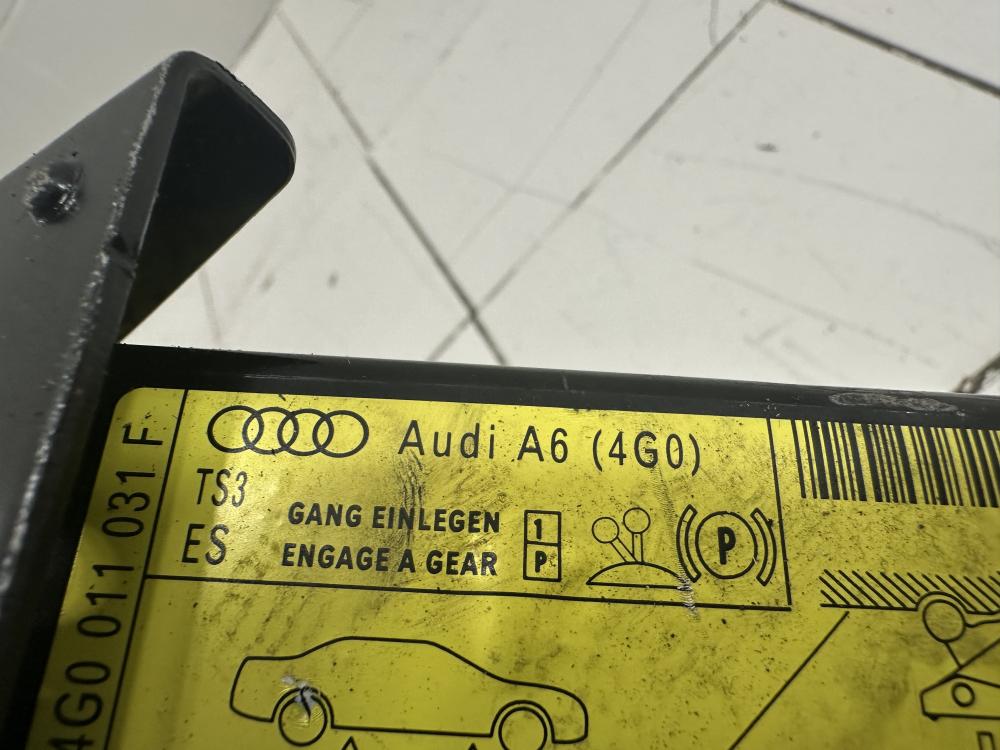 Audi A6 (4G0)
TS3
ES
GANG EINLEGEN
ENGAGE A GEAR
1
P
P
4G0 011 031 F